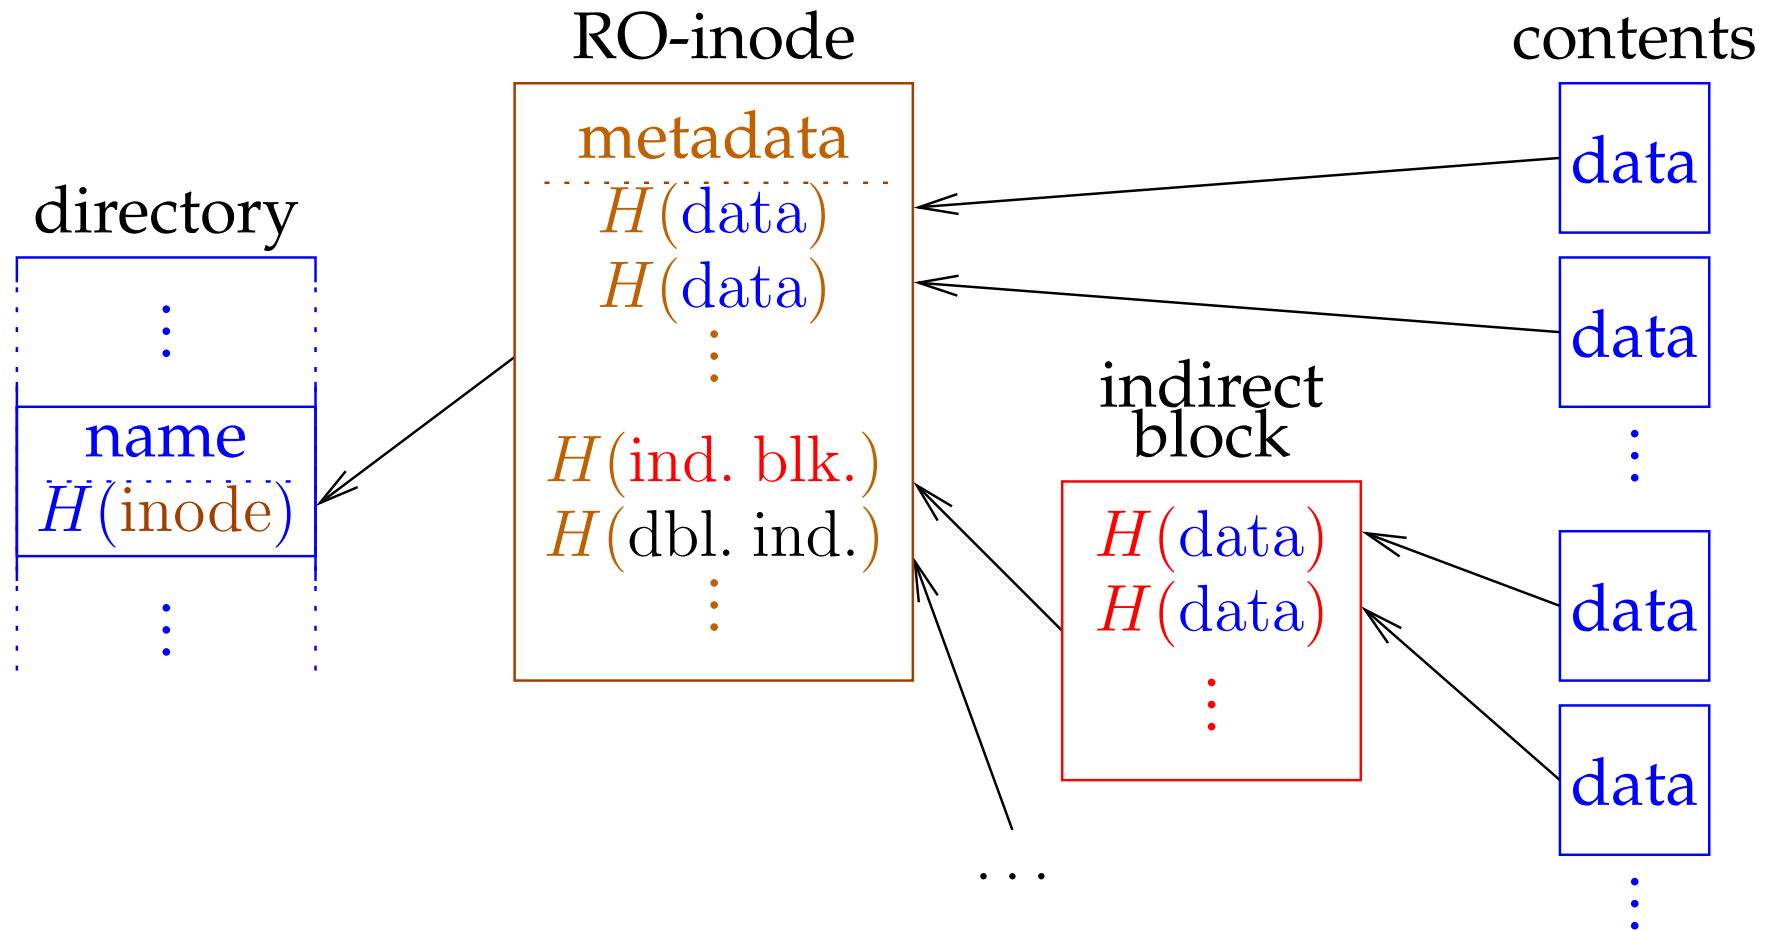 RO-inode
metadata
H(data)
H(data)
⋮
H(ind. blk.)
H(dbl. ind.)
⋮
directory
⋮
name
H(inode)
⋮
indirect
block
H(data)
H(data)
⋮
. . .
contents
data
data
⋮
data
data
⋮